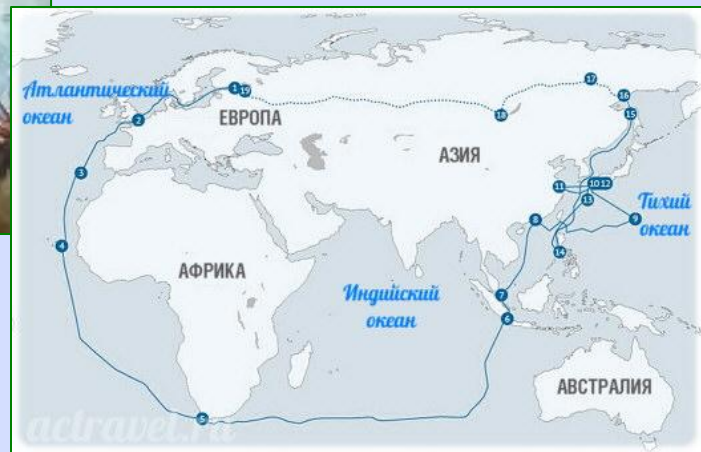 Атлантический
океан
ЕВРОПА
АЗИЯ
Тихий
океан
АФРИКА
Индийский
океан
АВСТРАЛИЯ
actravel.ru
1
19
2
3
4
5
6
7
8
9
10 12
11
13
14
15
16
17
18